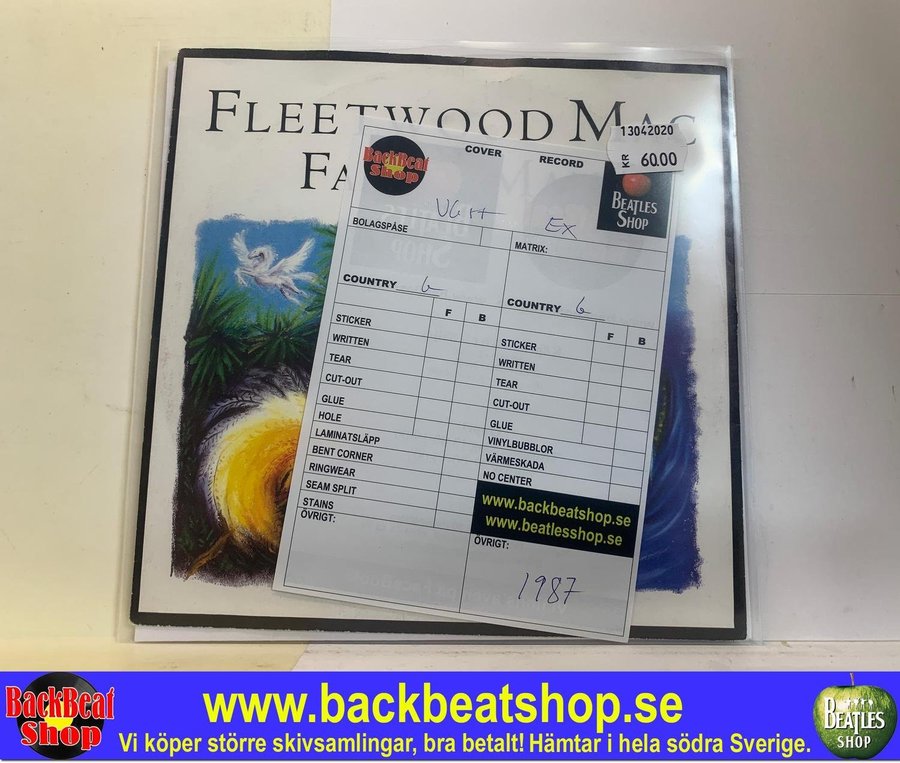 FLEETWOOD MAC
FA
13042020
KR 60.00
BackBeat
Shop
COVER
RECORD
BEATLES
SHOP
VG++
EX
BOLAGSPÅSE
MATRIX:
COUNTRY G
COUNTRY G
F B
F B
STICKER
WRITTEN
TEAR
CUT-OUT
GLUE
HOLE
LAMINATSLÄPP
BENT CORNER
RINGWEAR
SEAM SPLIT
STAINS
ÖVRIGT:
STICKER
WRITTEN
TEAR
CUT-OUT
GLUE
VINYLBUBBLOR
VÄRMESKADA
NO CENTER
www.backbeatshop.se
www.beatlesshop.se
ÖVRIGT:
1987
BackBeat
Shop
www.backbeatshop.se
Vi köper större skivsamlingar, bra betalt! Hämtar i hela södra Sverige.
BEATLES
SHOP